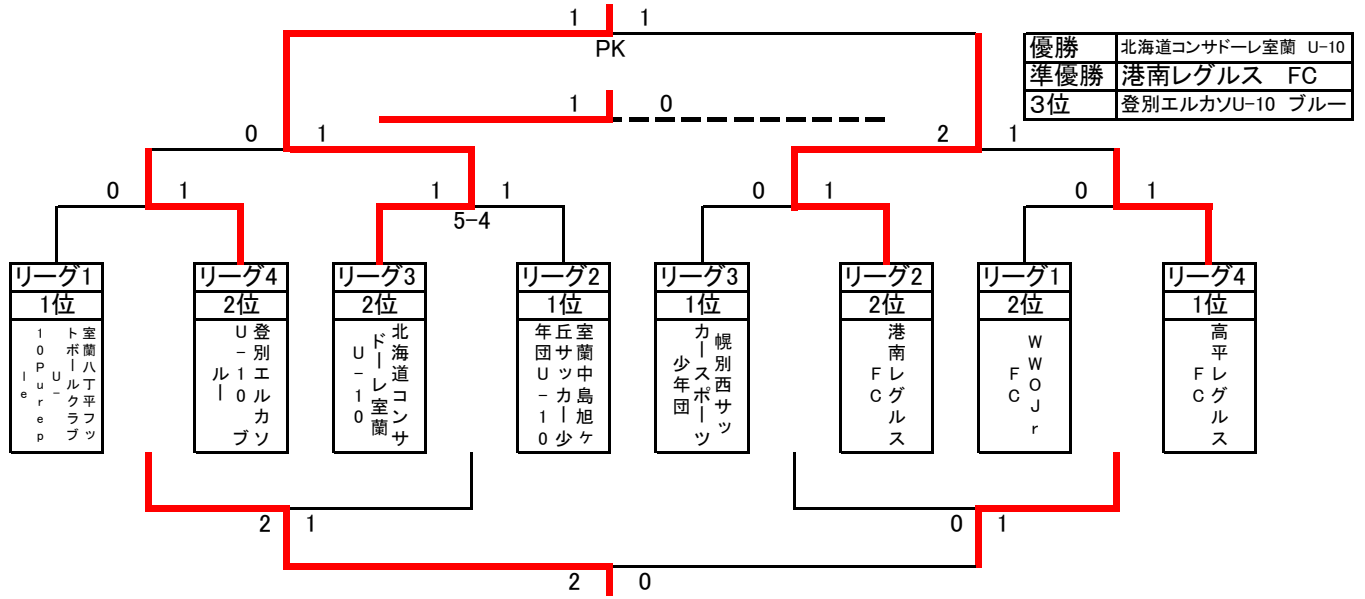 1 1
PK
優勝 北海道コンサドーレ室蘭 U-10
準優勝 港南レグルス FC
3位 登別エルカソU-10 ブルー
1 0
0 1 2 1
0 1 1 1 0 1 0 1
5-4
リーグ1 リーグ4 リーグ3 リーグ2 リーグ3 リーグ2 リーグ1 リーグ4
1位 2位 2位 1位 1位 2位 2位 1位
室蘭八丁平フッ
トボールクラブ
U-
10Purep
le
登別エルカソ
U-10 ブ
ルー
北海道コンサ
ドーレ室蘭
U-10
室蘭中島旭ヶ
丘サッカー少
年団U-10
幌別西サッ
カースポーツ
少年団
港南レグルス
FC
WWOJr
FC
高平レグルス
FC
2 1 0 1
2 0